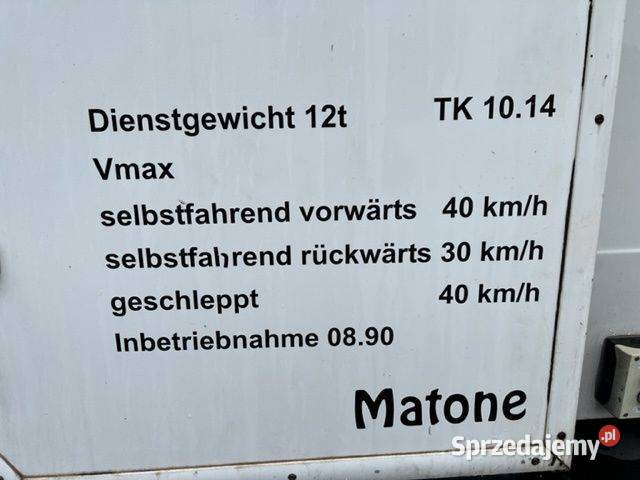 Dienstgewicht 12t TK 10.14
Vmax
selbstfahrend vorwärts 40 km/h
selbstfahrend rückwärts 30 km/h
geschleppt 40 km/h
Inbetriebnahme 08.90
Matone
Sprzedajemy.pl